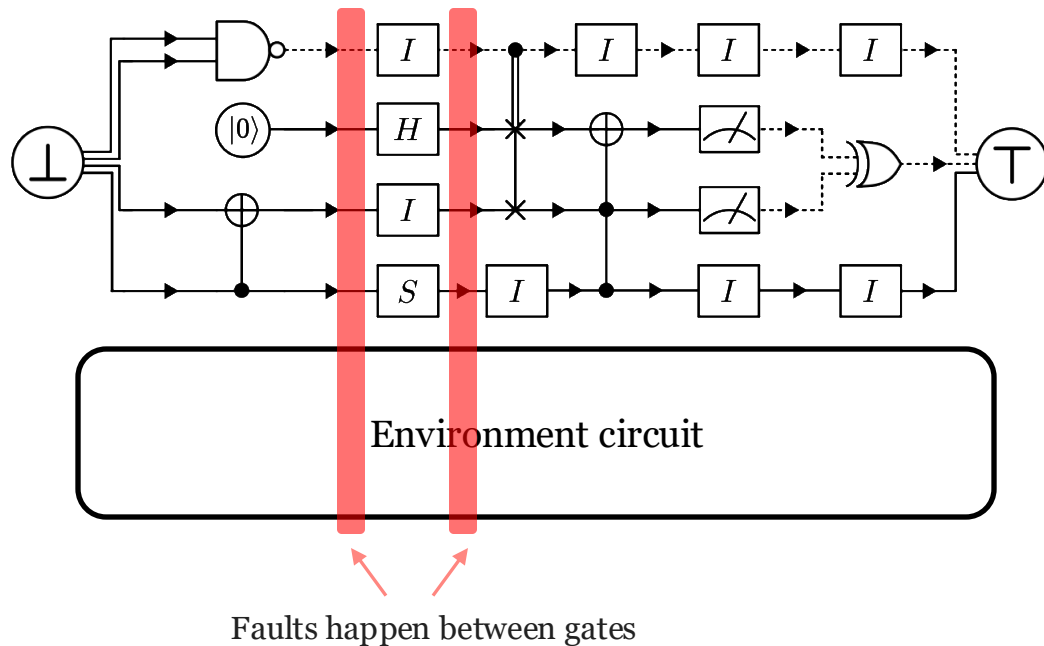 I I I I
|0⟩ H
⊥ ⊤
I
S I I I
Environment circuit
Faults happen between gates